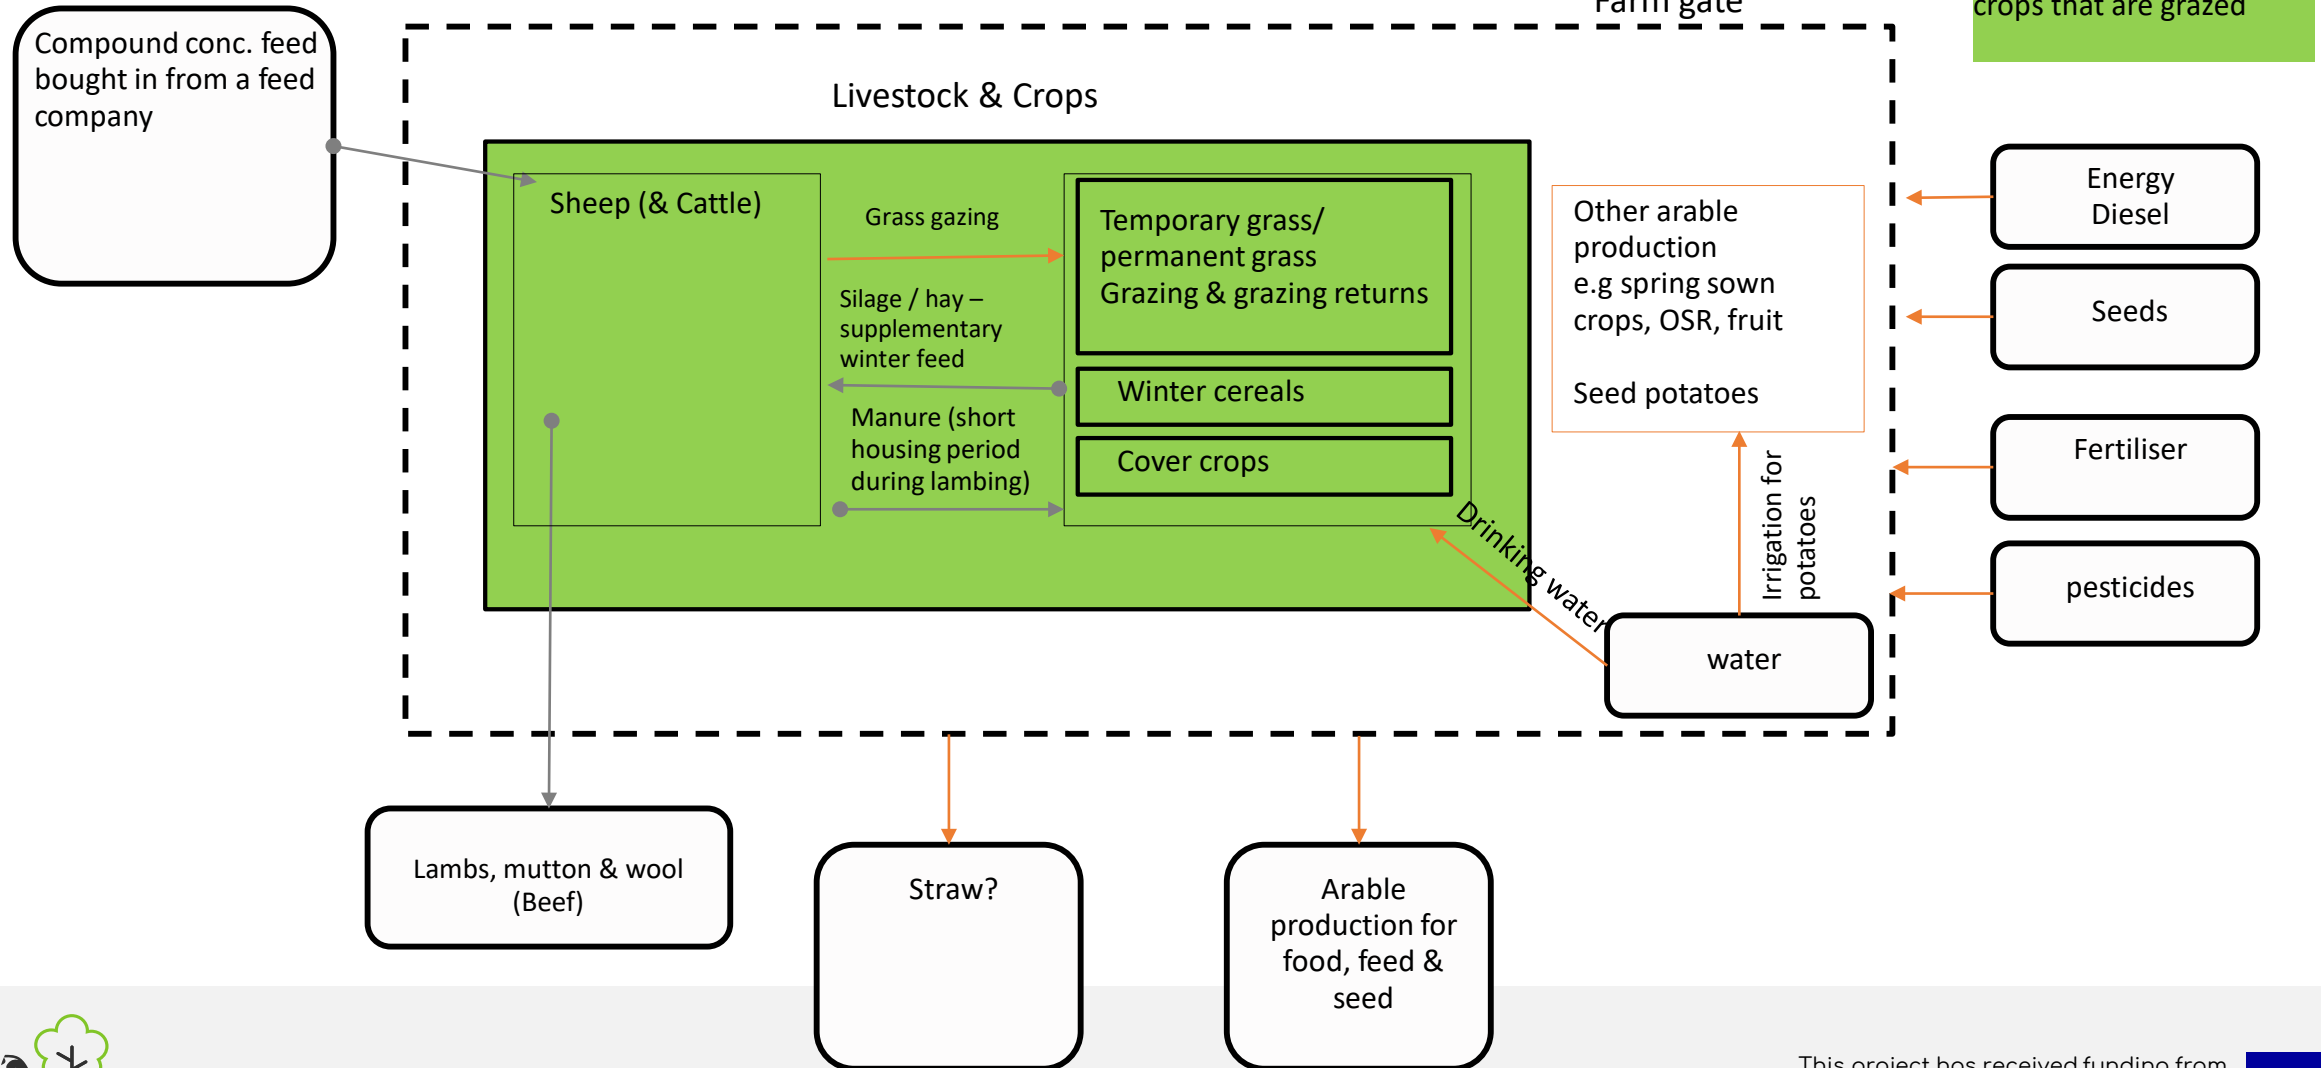 Farm gate
crops that are grazed
Compound conc. feed
bought in from a feed
company
Livestock & Crops
Sheep (& Cattle)
Grass gazing
Silage / hay –
supplementary
winter feed
Manure (short
housing period
during lambing)
Temporary grass/
permanent grass
Grazing & grazing returns
Winter cereals
Cover crops
Other arable
production
e.g spring sown
crops, OSR, fruit
Seed potatoes
Irrigation for
potatoes
Drinking water
water
Energy
Diesel
Seeds
Fertiliser
pesticides
Lambs, mutton & wool
(Beef)
Straw?
Arable
production for
food, feed &
seed
This project has received funding from